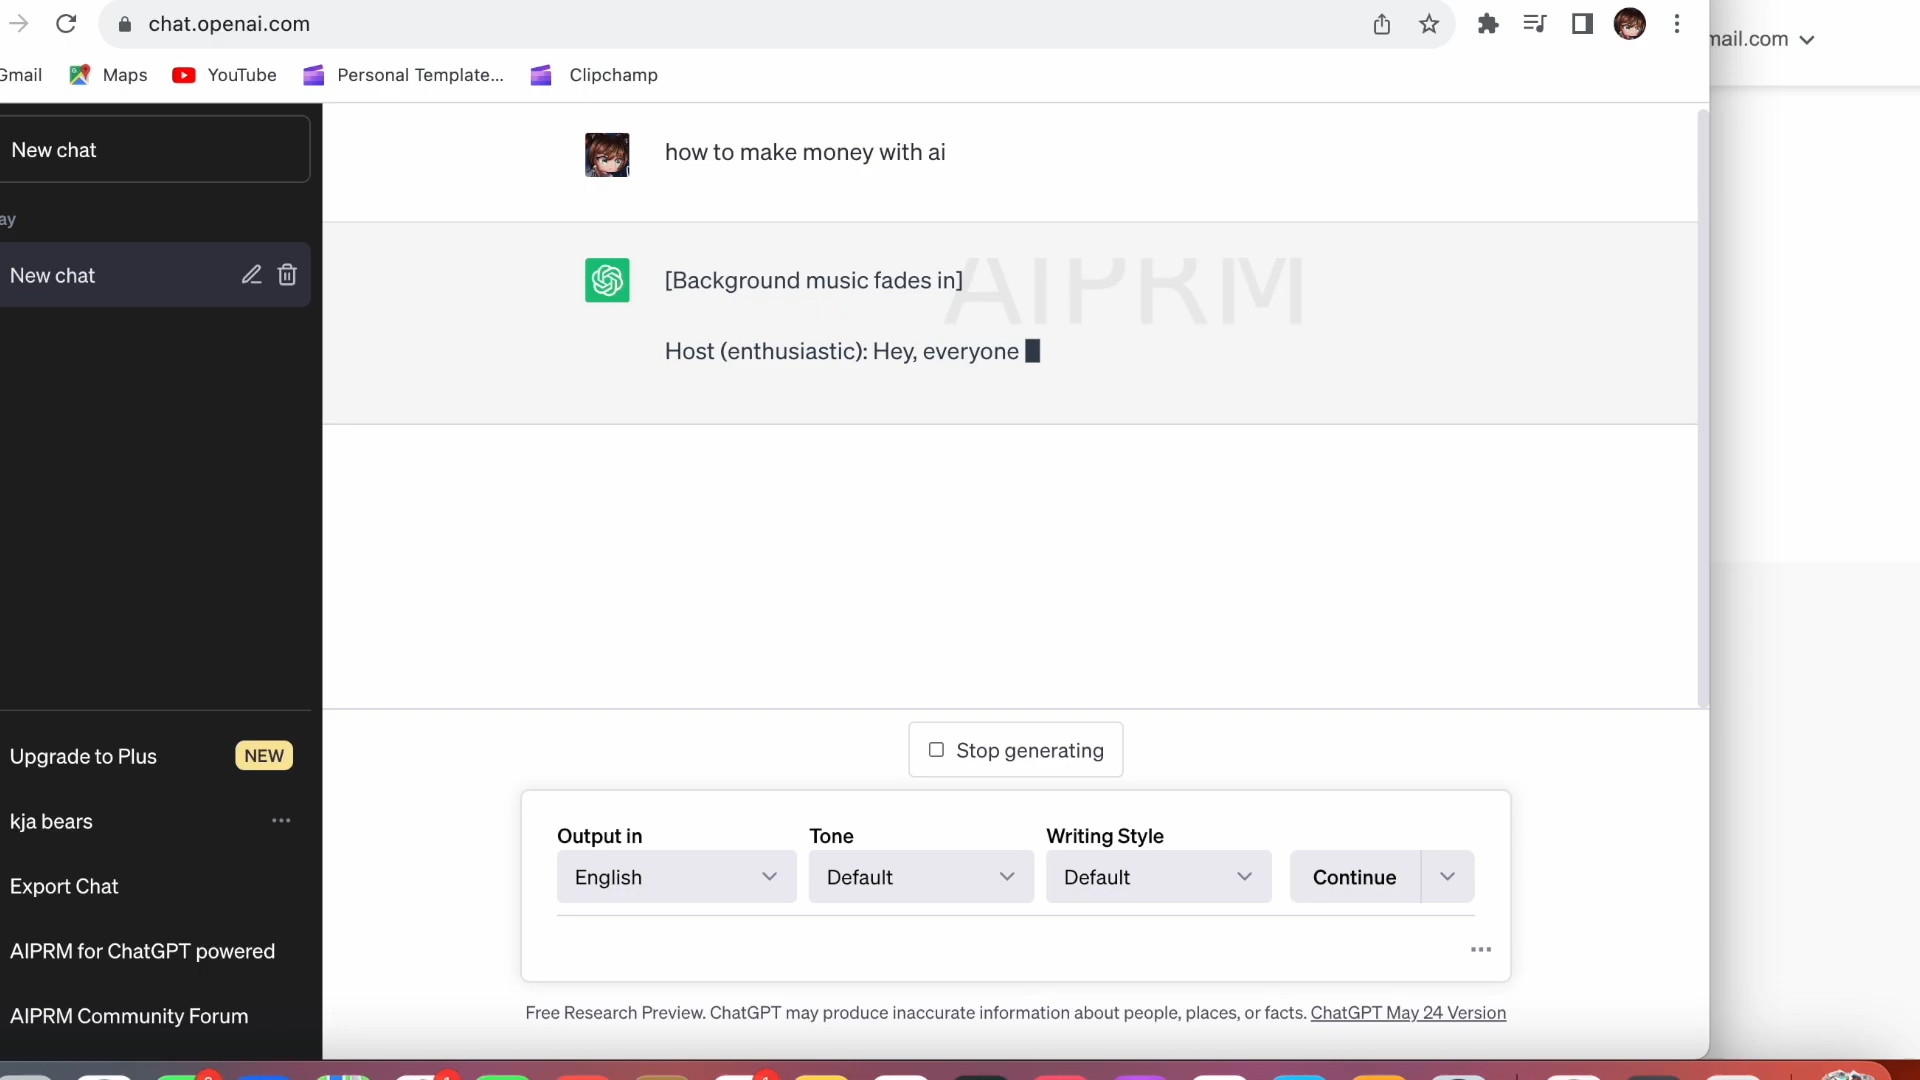 chat.openai.com
mail.com
Gmail
Maps
YouTube
Personal Template...
Clipchamp
New chat
how to make money with ai
ay
New chat
AIPRM
[Background music fades in]
Host (enthusiastic): Hey, everyone
Stop generating
Upgrade to Plus
NEW
kja bears
Export Chat
AIPRM for ChatGPT powered
AIPRM Community Forum
Output in
Tone
Writing Style
English
Default
Default
Continue
Free Research Preview. ChatGPT may produce inaccurate information about people, places, or facts. ChatGPT May 24 Version